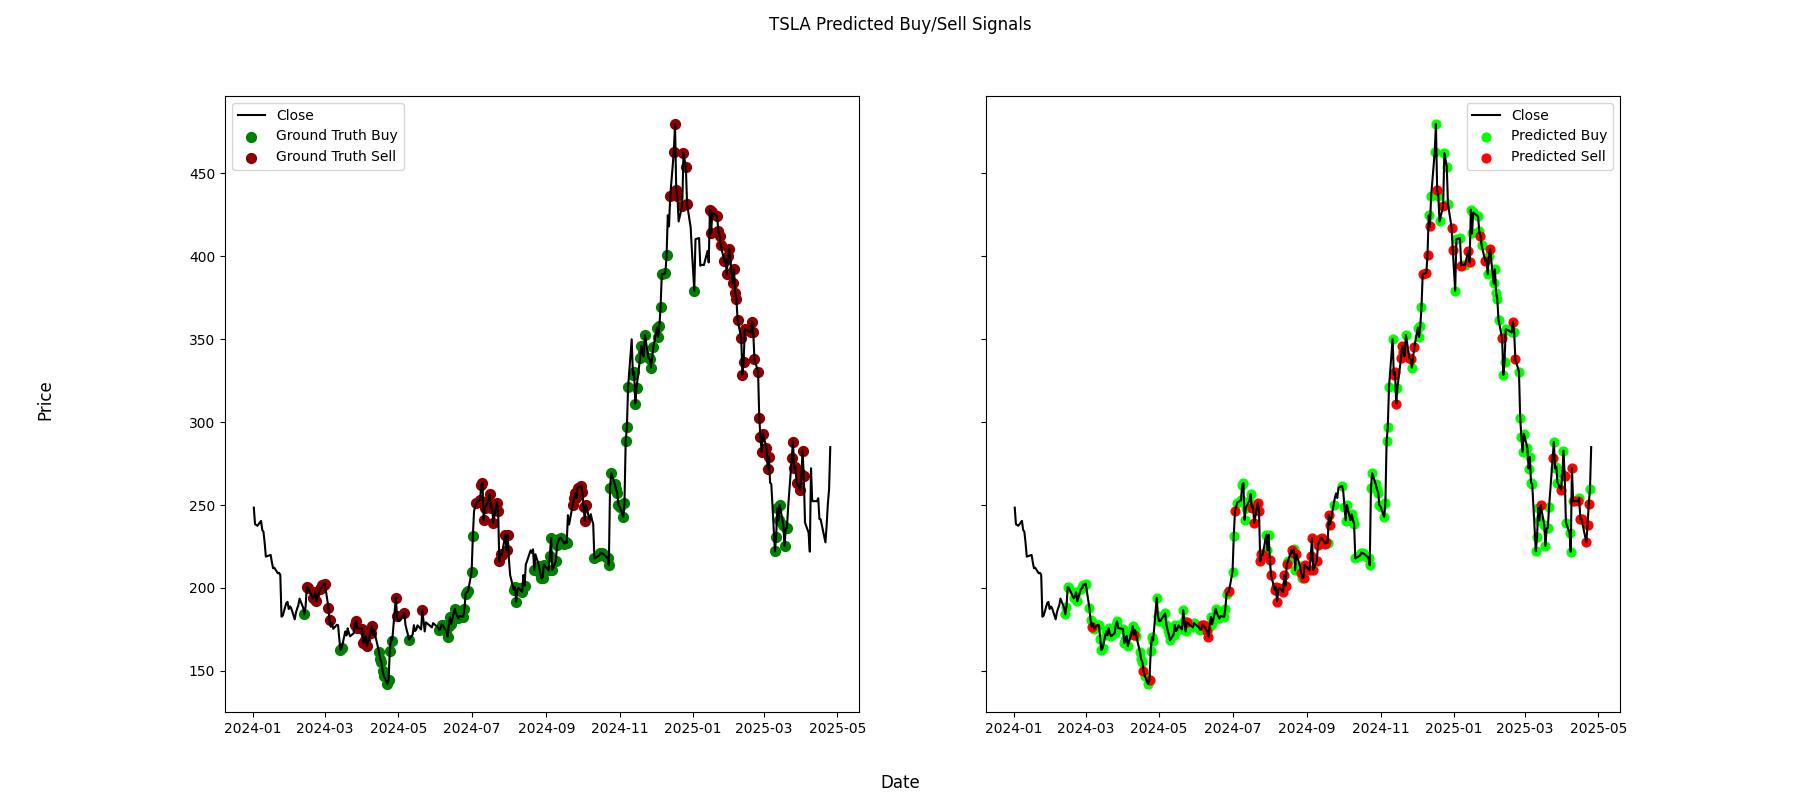 TSLA Predicted Buy/Sell Signals
Close
Ground Truth Buy
Ground Truth Sell
Close
Predicted Buy
Predicted Sell
450
400
350
300
250
200
150
Price
2024-01 2024-03 2024-05 2024-07 2024-09 2024-11 2025-01 2025-03 2025-05
2024-01 2024-03 2024-05 2024-07 2024-09 2024-11 2025-01 2025-03 2025-05
Date